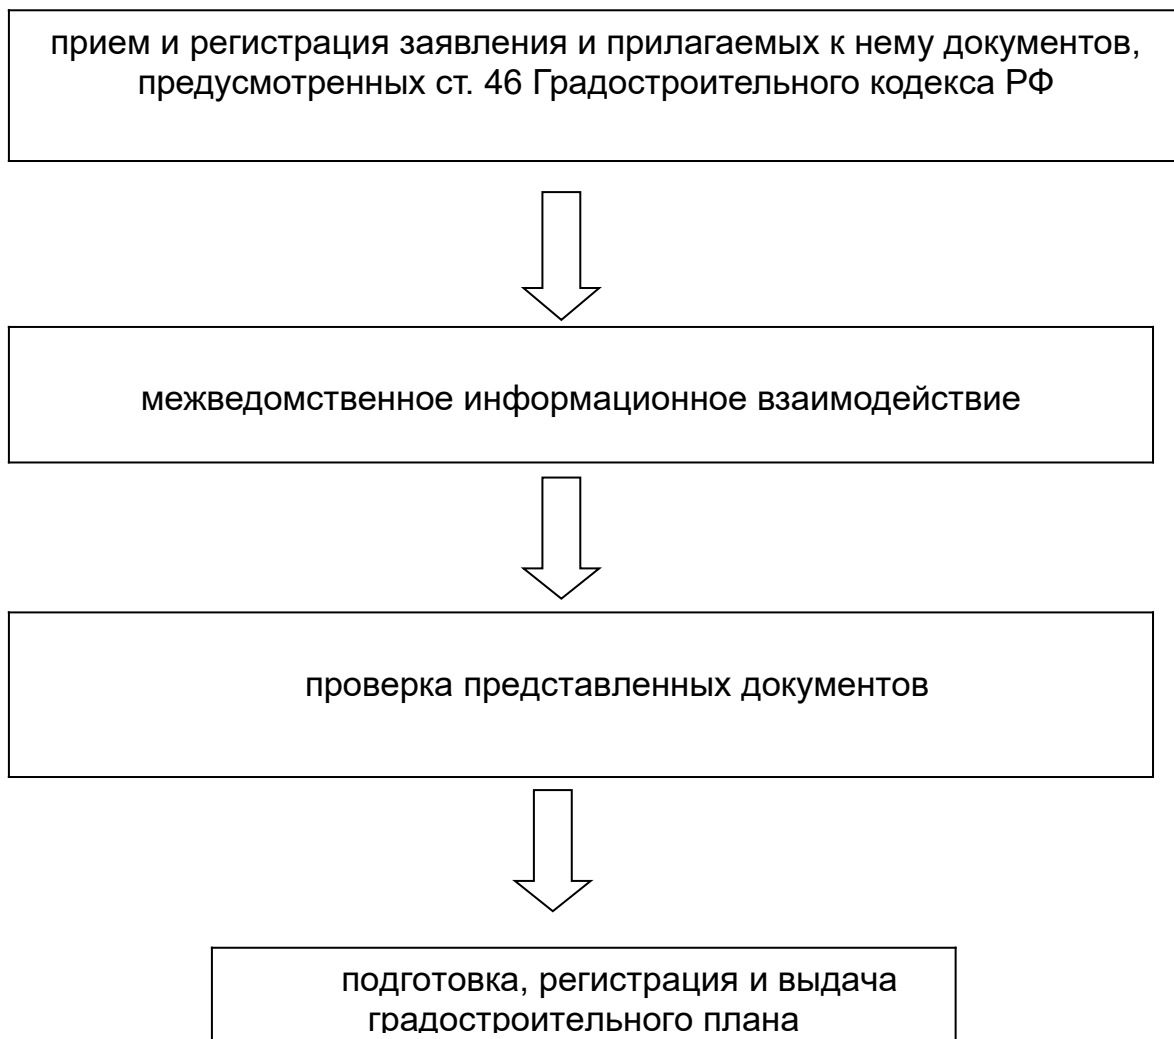 прием и регистрация заявления и прилагаемых к нему документов,
предусмотренных ст. 46 Градостроительного кодекса РФ
межведомственное информационное взаимодействие
проверка представленных документов
подготовка, регистрация и выдача
градостроительного плана